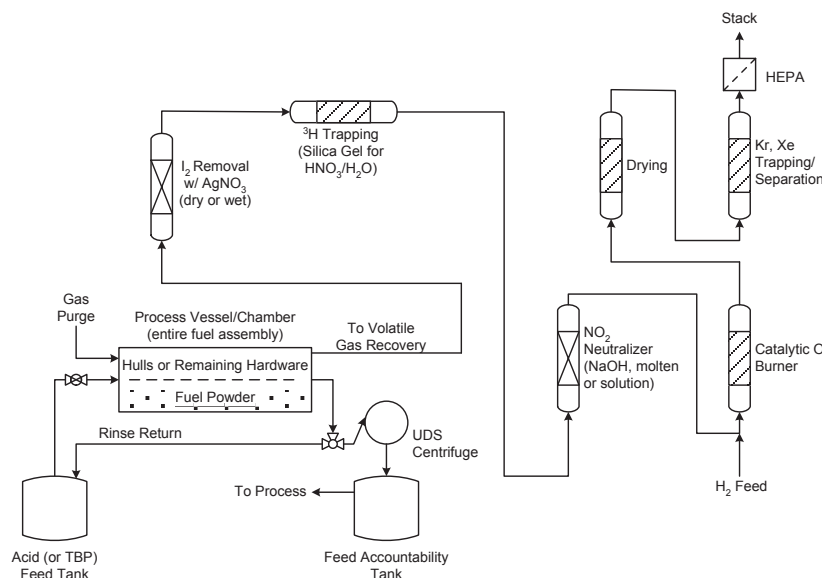 Stack
HEPA
³H Trapping
(Silica Gel for
HNO₃/H₂O)
I₂ Removal
w/ AgNO₃
(dry or wet)
Drying
Kr, Xe
Trapping/
Separation
Gas
Purge
Process Vessel/Chamber
(entire fuel assembly)
To Volatile
Gas Recovery
Hulls or Remaining Hardware
Fuel Powder
NO₂
Neutralizer
(NaOH, molten
or solution)
Catalytic O
Burner
Rinse Return
UDS
Centrifuge
To Process
H₂ Feed
Acid (or TBP)
Feed Tank
Feed Accountability
Tank